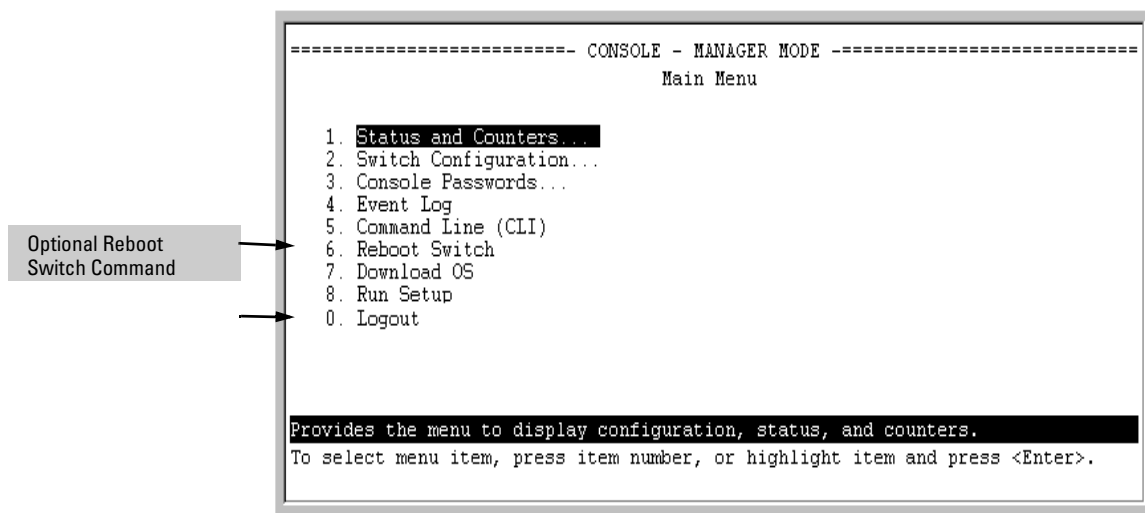 ===========================- CONSOLE - MANAGER MODE -============================
Main Menu
1. Status and Counters...
2. Switch Configuration...
3. Console Passwords...
4. Event Log
5. Command Line (CLI)
Optional Reboot
Switch Command
6. Reboot Switch
7. Download OS
8. Run Setup
0. Logout
Provides the menu to display configuration, status, and counters.
To select menu item, press item number, or highlight item and press <Enter>.